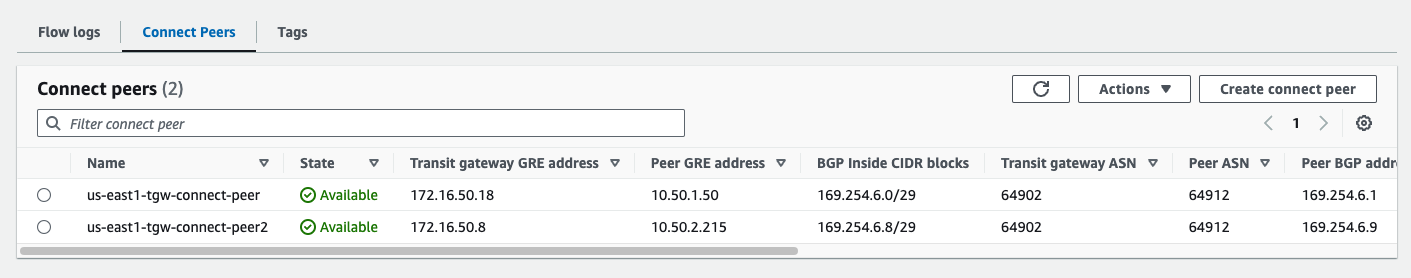 Flow logs Connect Peers Tags
Connect peers (2) Actions Create connect peer
Filter connect peer 1
Name State Transit gateway GRE address Peer GRE address BGP Inside CIDR blocks Transit gateway ASN Peer ASN Peer BGP addr
us-east1-tgw-connect-peer Available 172.16.50.18 10.50.1.50 169.254.6.0/29 64902 64912 169.254.6.1
us-east1-tgw-connect-peer2 Available 172.16.50.8 10.50.2.215 169.254.6.8/29 64902 64912 169.254.6.9